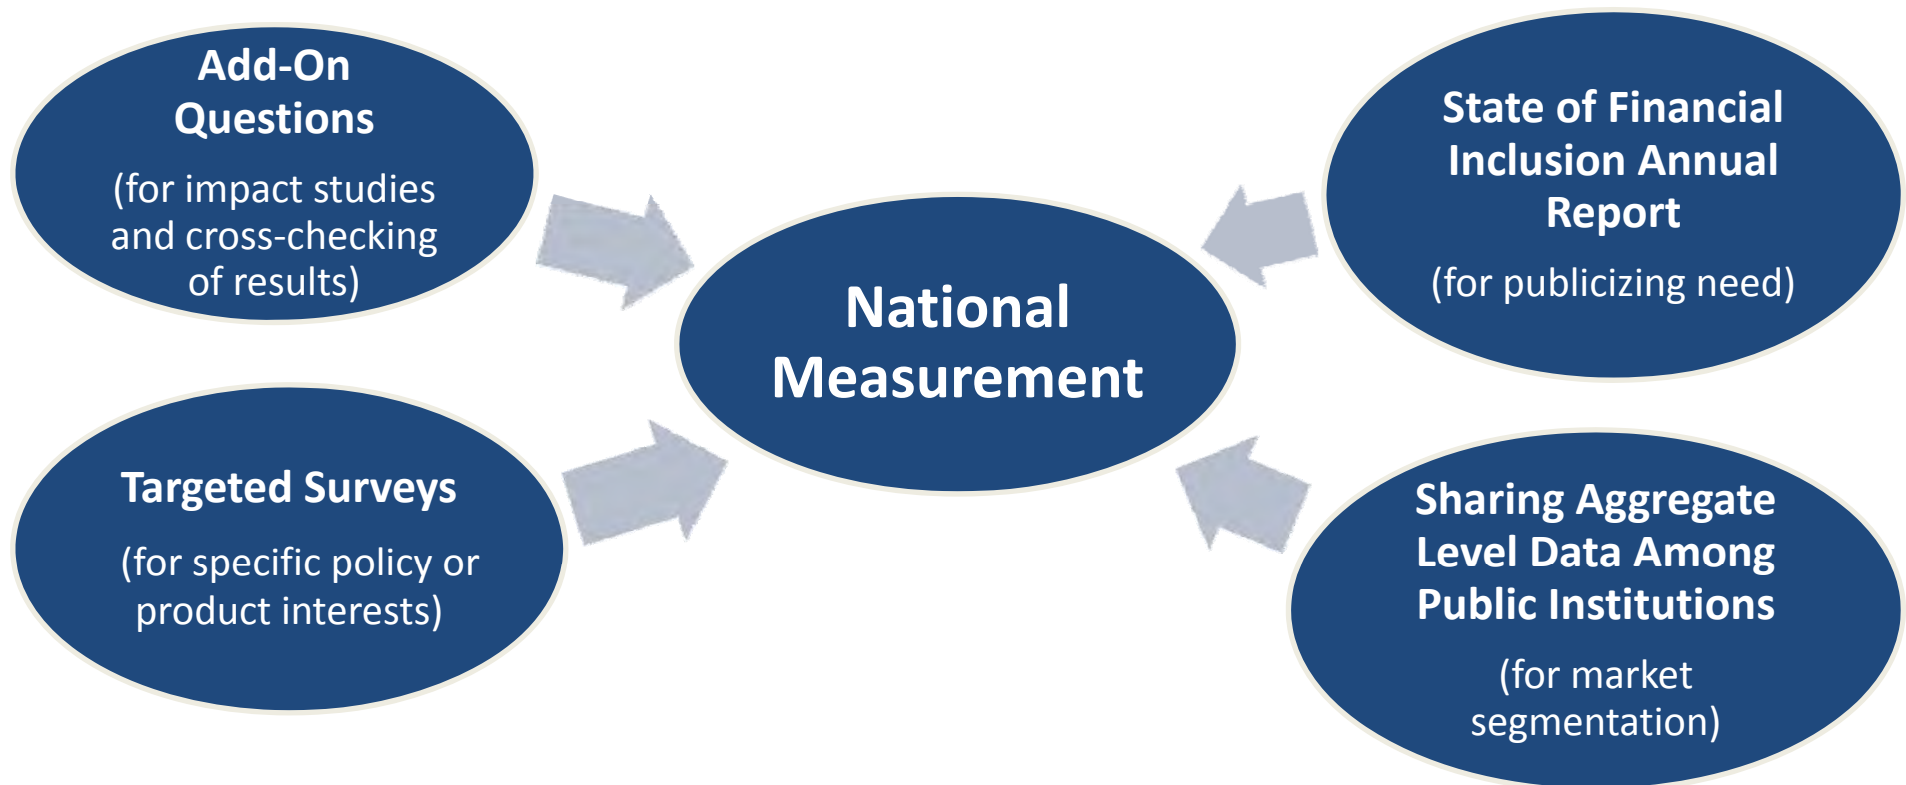 Add-On
Questions
(for impact studies
and cross-checking
of results)
State of Financial
Inclusion Annual
Report
(for publicizing need)
National
Measurement
Targeted Surveys
(for specific policy or
product interests)
Sharing Aggregate
Level Data Among
Public Institutions
(for market
segmentation)